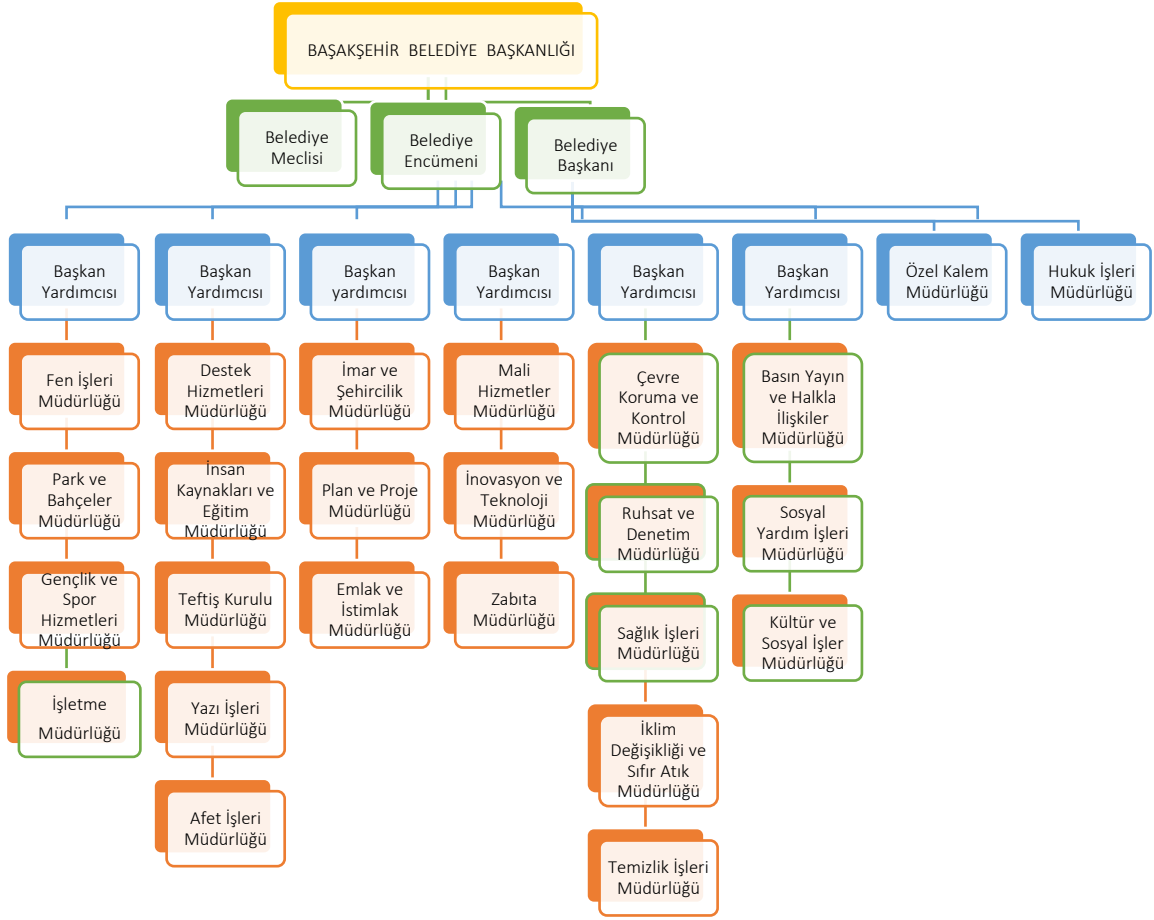 BAŞAKŞEHİR BELEDİYE BAŞKANLIĞI
Belediye
Meclisi
Belediye
Encümeni
Belediye
Başkanı
Başkan
Yardımcısı
Başkan
Yardımcısı
Başkan
yardımcısı
Başkan
Yardımcısı
Başkan
Yardımcısı
Başkan
Yardımcısı
Özel Kalem
Müdürlüğü
Hukuk İşleri
Müdürlüğü
Fen İşleri
Müdürlüğü
Park ve
Bahçeler
Müdürlüğü
Gençlik ve
Spor
Hizmetleri
Müdürlüğü
İşletme
Müdürlüğü
Destek
Hizmetleri
Müdürlüğü
İnsan
Kaynakları ve
Eğitim
Müdürlüğü
Teftiş Kurulu
Müdürlüğü
Yazı İşleri
Müdürlüğü
Afet İşleri
Müdürlüğü
İmar ve
Şehircilik
Müdürlüğü
Plan ve Proje
Müdürlüğü
Emlak ve
İstimlak
Müdürlüğü
Mali
Hizmetler
Müdürlüğü
İnovasyon ve
Teknoloji
Müdürlüğü
Zabıta
Müdürlüğü
Çevre
Koruma ve
Kontrol
Müdürlüğü
Ruhsat ve
Denetim
Müdürlüğü
Sağlık İşleri
Müdürlüğü
İklim
Değişikliği ve
Sıfır Atık
Müdürlüğü
Temizlik İşleri
Müdürlüğü
Basın Yayın
ve Halkla
İlişkiler
Müdürlüğü
Sosyal
Yardım İşleri
Müdürlüğü
Kültür ve
Sosyal İşler
Müdürlüğü